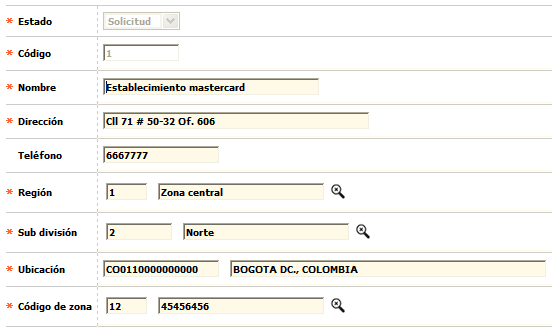 * Estado Solicitud
* Código 1
* Nombre Establecimiento mastercard
* Dirección Cll 71 # 50-32 Of. 606
Teléfono 6667777
* Región 1 Zona central
* Sub división 2 Norte
* Ubicación CO0110000000000 BOGOTA DC., COLOMBIA
* Código de zona 12 45456456